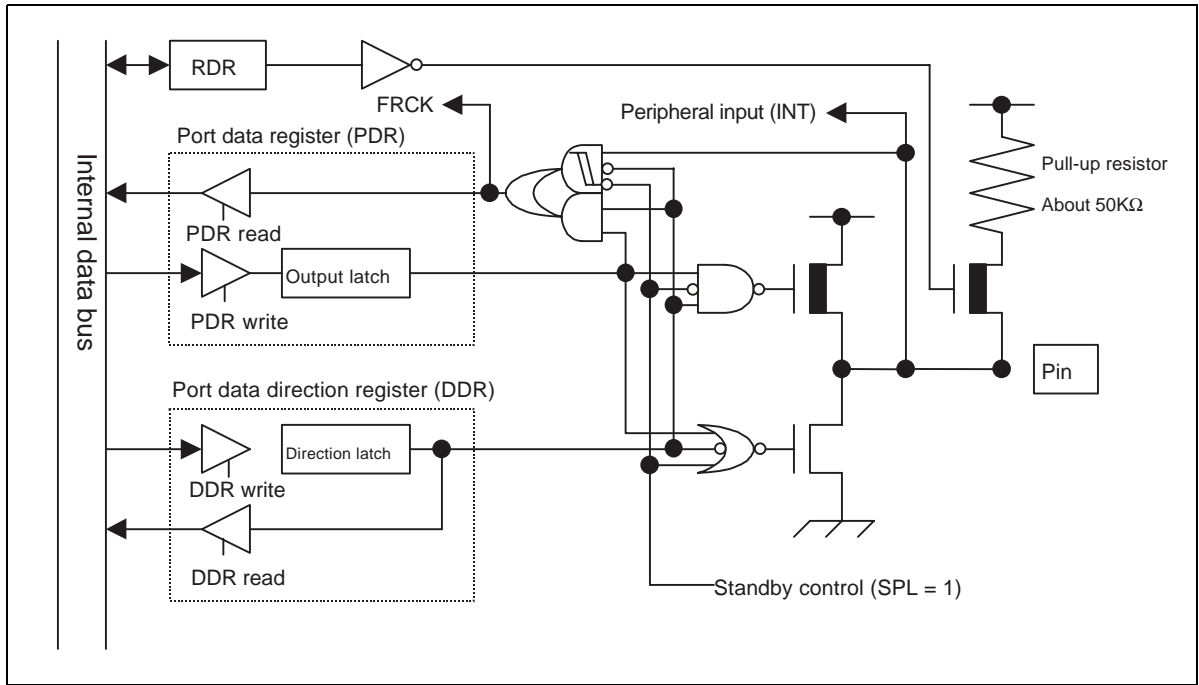 RDR
FRCK
Peripheral input (INT)
Port data register (PDR)
Pull-up resistor
About 50KΩ
Internal data bus
PDR read
Output latch
PDR write
Pin
Port data direction register (DDR)
Direction latch
DDR write
DDR read
Standby control (SPL = 1)